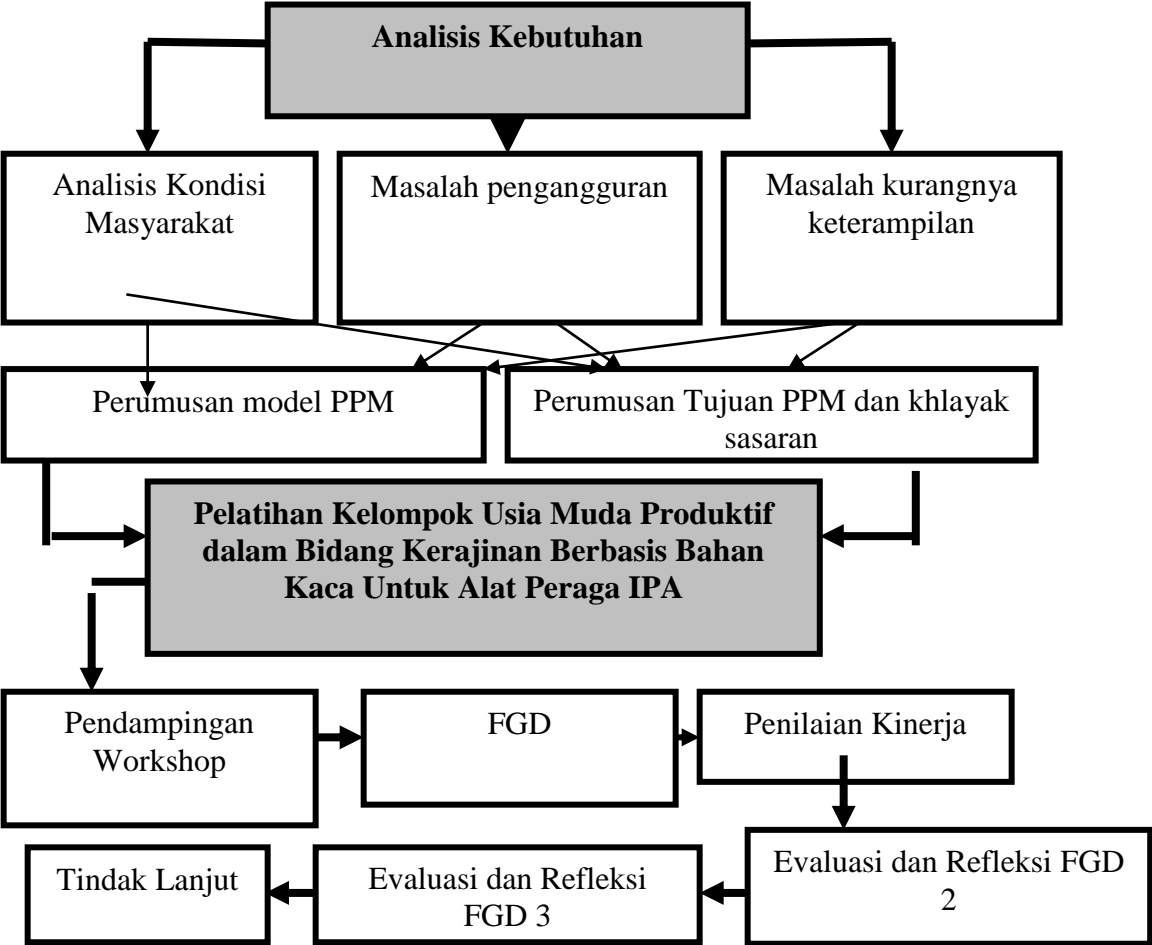 Analisis Kebutuhan
Analisis Kondisi
Masyarakat
Masalah pengangguran
Masalah kurangnya
keterampilan
Perumusan model PPM
Perumusan Tujuan PPM dan khlayak
sasaran
Pelatihan Kelompok Usia Muda Produktif
dalam Bidang Kerajinan Berbasis Bahan
Kaca Untuk Alat Peraga IPA
Pendampingan
Workshop
FGD
Penilaian Kinerja
Evaluasi dan Refleksi FGD
2
Evaluasi dan Refleksi
FGD 3
Tindak Lanjut